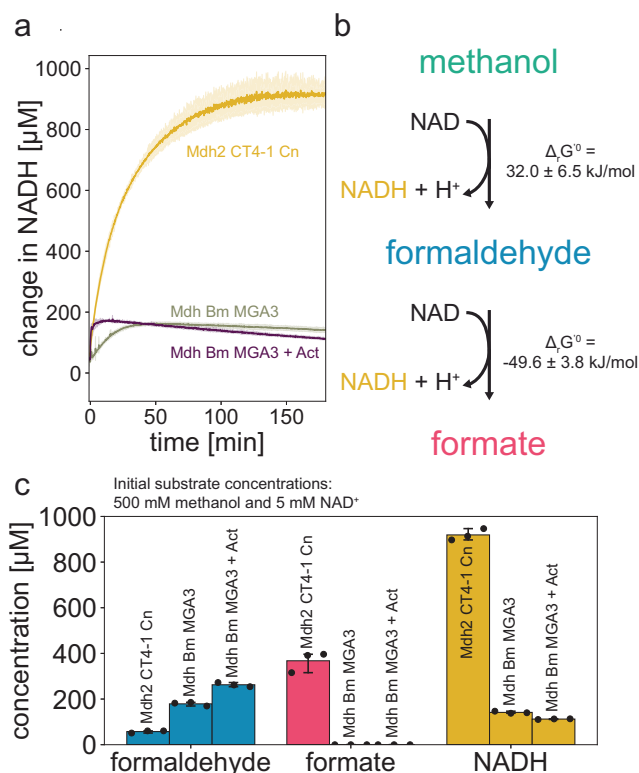 a
b
1000
800
600
400
200
0
change in NADH [µM]
Mdh2 CT4-1 Cn
Mdh Bm MGA3
Mdh Bm MGA3 + Act
0
50
100
150
time [min]
methanol
NAD
NADH + H⁺
ΔᵣG'⁰ =
32.0 ± 6.5 kJ/mol
formaldehyde
NAD
NADH + H⁺
ΔᵣG'⁰ =
-49.6 ± 3.8 kJ/mol
formate
c
Initial substrate concentrations:
500 mM methanol and 5 mM NAD⁺
1000
800
600
400
200
0
concentration [µM]
Mdh2 CT4-1 Cn
Mdh Bm MGA3
Mdh Bm MGA3 + Act
Mdh2 CT4-1 Cn
Mdh Bm MGA3
Mdh Bm MGA3 + Act
Mdh2 CT4-1 Cn
Mdh Bm MGA3
Mdh Bm MGA3 + Act
formaldehyde
formate
NADH